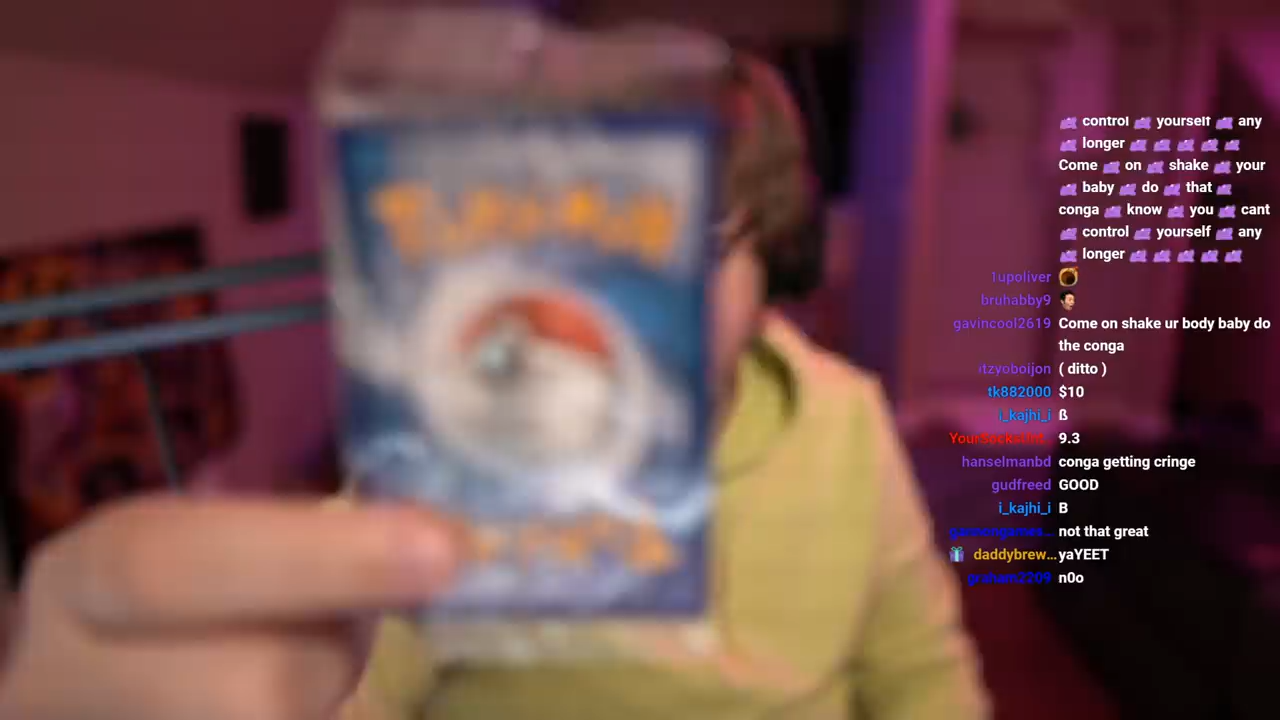 control yourself any
longer
Come on shake your
baby do that
conga know you cant
control yourself any
longer
1upoliver
bruhabby9
gavincool2619 Come on shake ur body baby do
the conga
itzyoboijon ( ditto )
tk882000 $10
i_kajhi_i ß
9.3
hanselmanbd conga getting cringe
gudfreed GOOD
i_kajhi_i B
not that great
daddybrew... yaYEET
graham2209 n0o